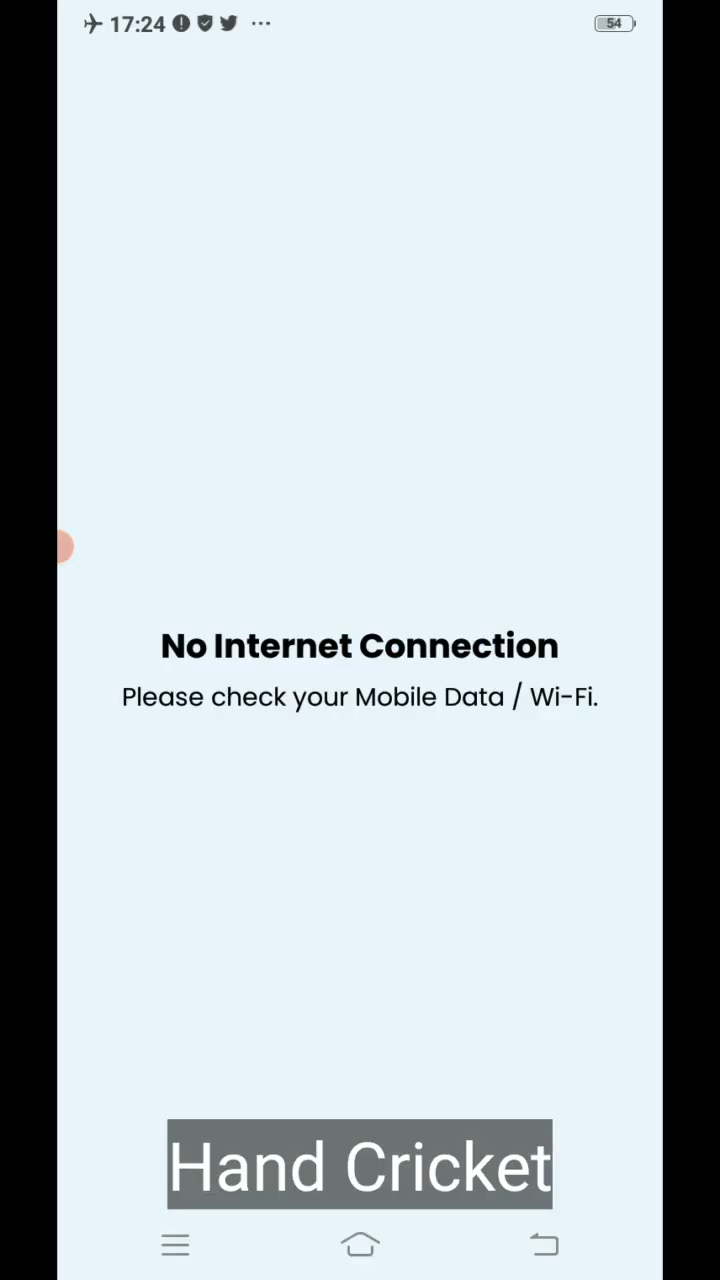 17:24 ...
54
No Internet Connection
Please check your Mobile Data / Wi-Fi.
Hand Cricket